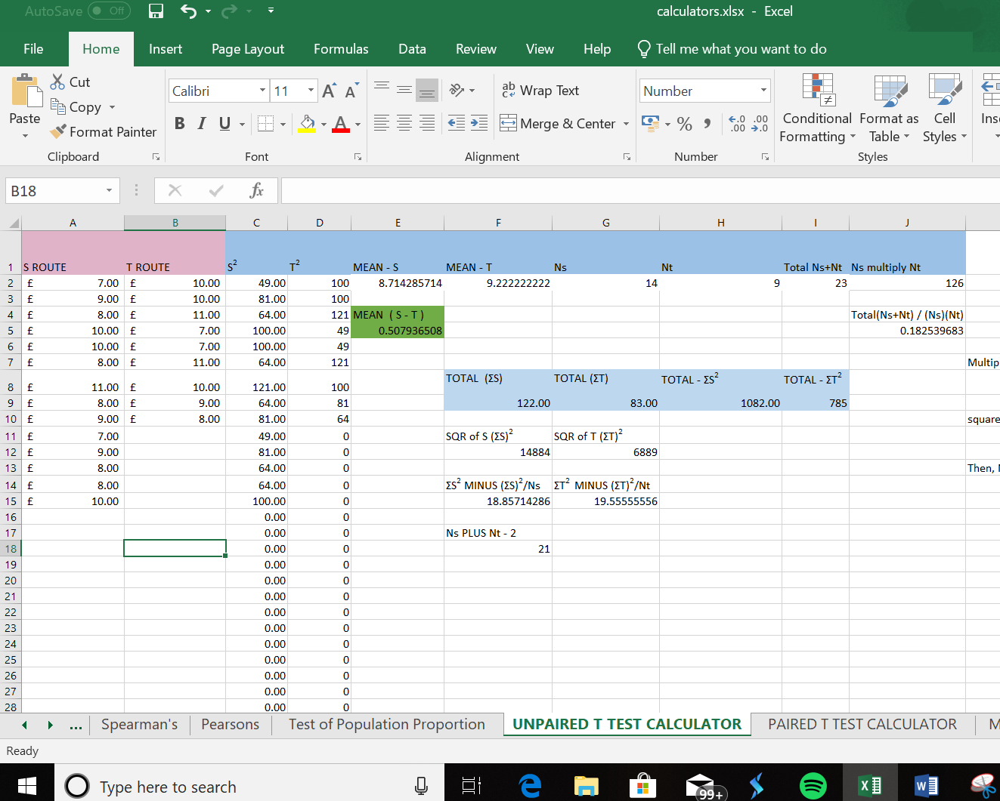 AutoSave Off calculators.xlsx - Excel
File Home Insert Page Layout Formulas Data Review View Help Tell me what you want to do
Cut
Calibri 11 A A ab Wrap Text Number
Copy
Paste Conditional Format as Cell
Format Painter B I U A Merge & Center % .0 .00 .00 .0 Formatting Table Styles
Clipboard Font Alignment Number Styles
B18 fx
A B C D E F G H I J
1 S ROUTE T ROUTE S² T² MEAN - S MEAN - T Ns Nt Total Ns+Nt Ns multiply Nt
2 £ 7.00 £ 10.00 49.00 100 8.714285714 9.222222222 14 9 23 126
3 £ 9.00 £ 10.00 81.00 100
4 £ 8.00 £ 11.00 64.00 121 MEAN ( S - T ) Total(Ns+Nt) / (Ns)(Nt)
5 £ 10.00 £ 7.00 100.00 49 0.507936508 0.182539683
6 £ 10.00 £ 7.00 100.00 49
7 £ 8.00 £ 11.00 64.00 121 Multip
TOTAL (ΣS) TOTAL (ΣT) TOTAL - ΣS² TOTAL - ΣT²
8 £ 11.00 £ 10.00 121.00 100
9 £ 8.00 £ 9.00 64.00 81 122.00 83.00 1082.00 785
10 £ 9.00 £ 8.00 81.00 64 square
11 £ 7.00 49.00 0 SQR of S (ΣS)² SQR of T (ΣT)²
12 £ 9.00 81.00 0 14884 6889
13 £ 8.00 64.00 0 Then,
14 £ 8.00 64.00 0 ΣS² MINUS (ΣS)²/Ns ΣT² MINUS (ΣT)²/Nt
15 £ 10.00 100.00 0 18.85714286 19.55555556
16 0.00 0
17 0.00 0 Ns PLUS Nt - 2
18 0.00 0 21
19 0.00 0
20 0.00 0
21 0.00 0
22 0.00 0
23 0.00 0
24 0.00 0
25 0.00 0
26 0.00 0
27 0.00 0
28 0.00 0
... Spearman's Pearsons Test of Population Proportion UNPAIRED T TEST CALCULATOR PAIRED T TEST CALCULATOR M
Ready
Type here to search 99+